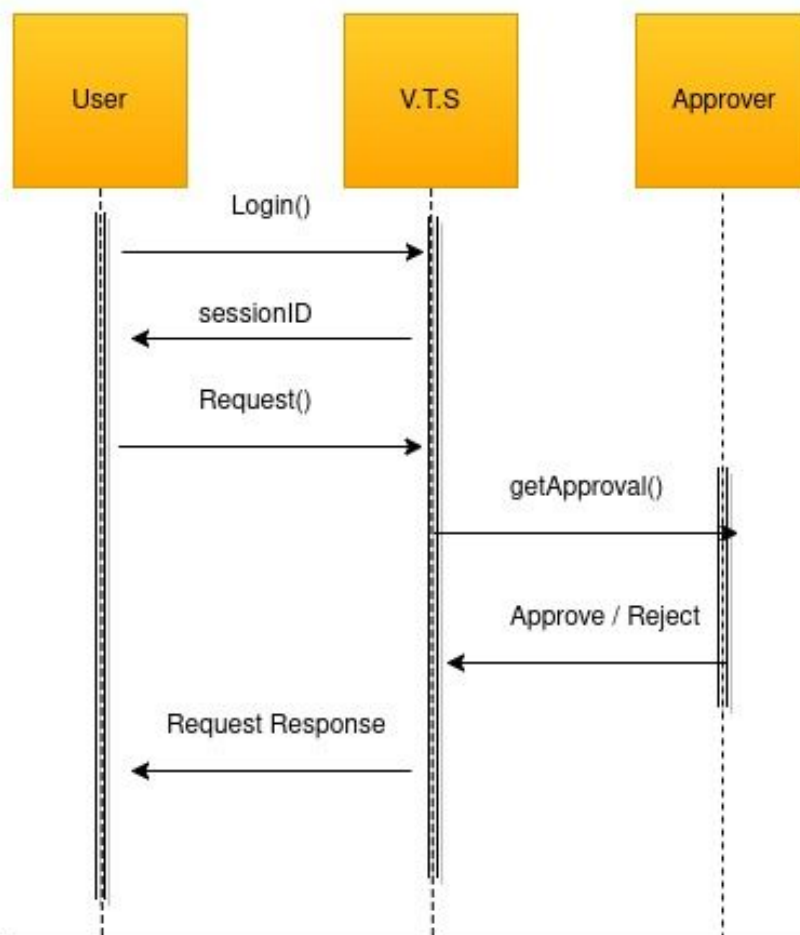 User
V.T.S
Approver
Login()
sessionID
Request()
getApproval()
Approve / Reject
Request Response